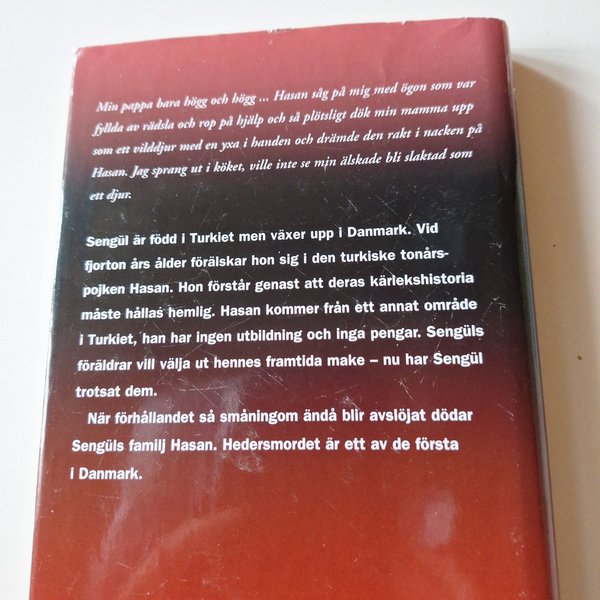 Min pappa bara högg och högg ... Hasan såg på mig med ögon som var
fyllda av rädsla och rop på hjälp och så plötsligt dök min mamma upp
som ett vilddjur med en yxa i handen och drämde den rakt i nacken på
Hasan. Jag sprang ut i köket, ville inte se min älskade bli slaktad som
ett djur.
Sengül är född i Turkiet men växer upp i Danmark. Vid
fjorton års ålder förälskar hon sig i den turkiske tonårs-
pojken Hasan. Hon förstår genast att deras kärlekshistoria
måste hållas hemlig. Hasan kommer från ett annat område
i Turkiet, han har ingen utbildning och inga pengar. Sengüls
föräldrar vill välja ut hennes framtida make – nu har Sengül
trotsat dem.
När förhållandet så småningom ändå blir avslöjat dödar
Sengüls familj Hasan. Hedersmordet är ett av de första
i Danmark.